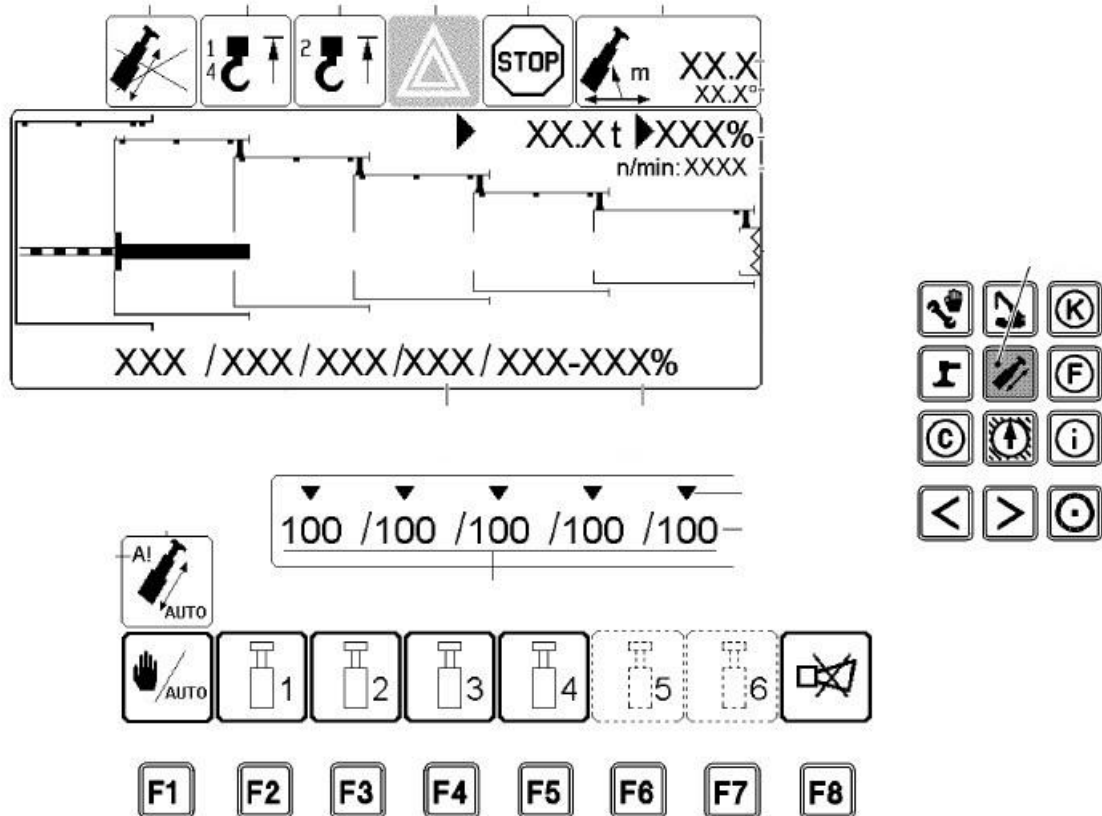 1
4
2
STOP
m
XX.X
XX.X°
XX.X t
XXX%
n/min: XXXX
XXX /XXX / XXX /XXX / XXX-XXX%
K
F
C
i
< >
100 /100 /100 /100 /100
A!
AUTO
AUTO
1
2
3
4
5
6
F1 F2 F3 F4 F5 F6 F7 F8